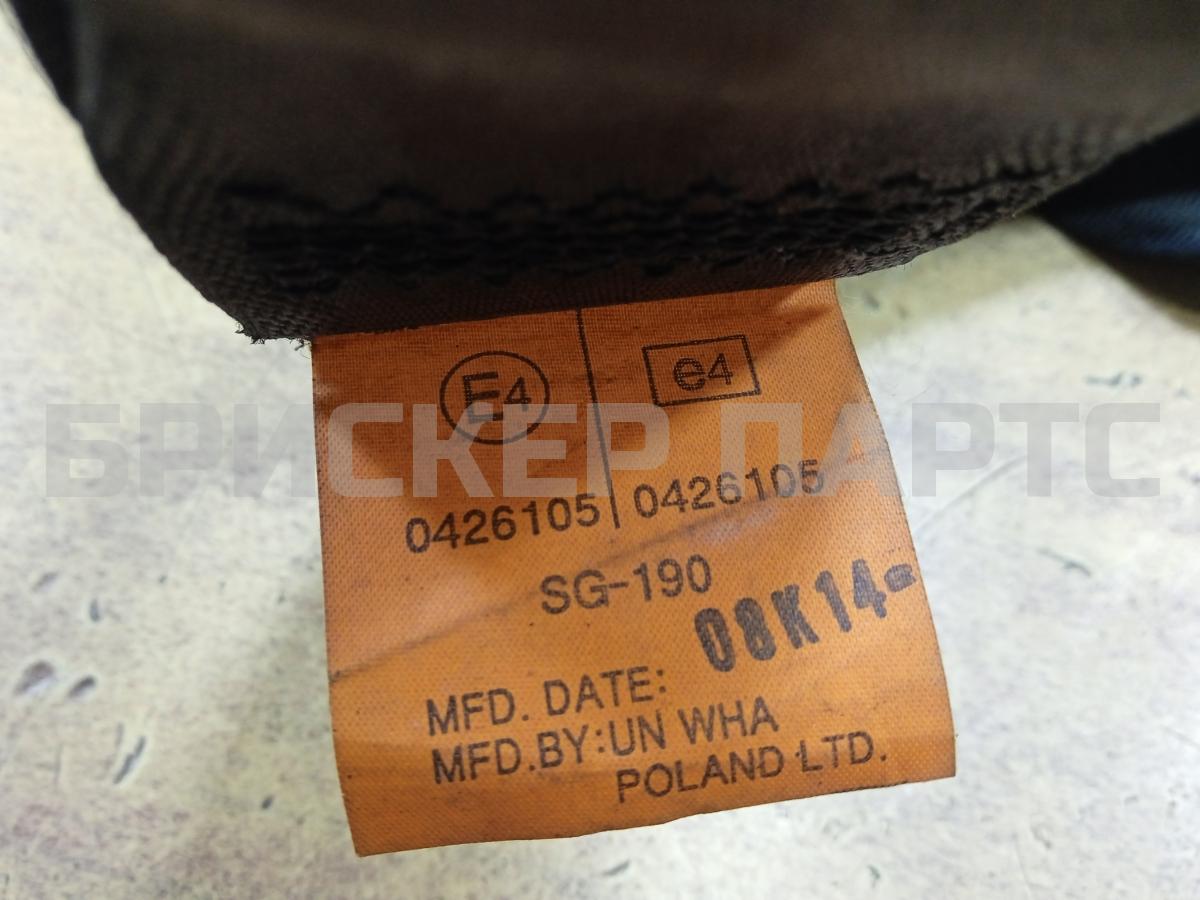 E4 e4
БРИСКЕР ПАРТС
0426105 0426105
SG-190
08K14
MFD. DATE:
MFD.BY:UN WHA
POLAND LTD.